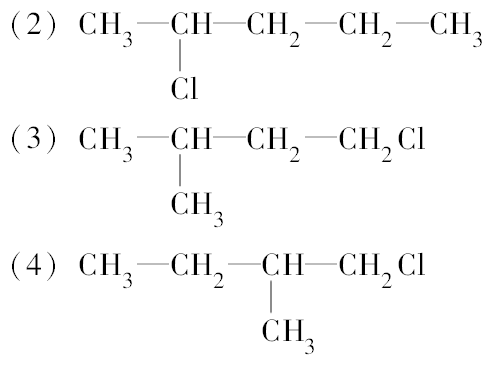 (2) CH₃—CH—CH₂—CH₂—CH₃
Cl
(3) CH₃—CH—CH₂—CH₂Cl
CH₃
(4) CH₃—CH₂—CH—CH₂Cl
CH₃